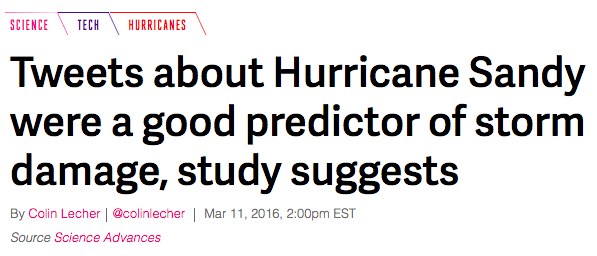 SCIENCE TECH HURRICANES
Tweets about Hurricane Sandy
were a good predictor of storm
damage, study suggests
By Colin Lecher | @colinlecher | Mar 11, 2016, 2:00pm EST
Source Science Advances